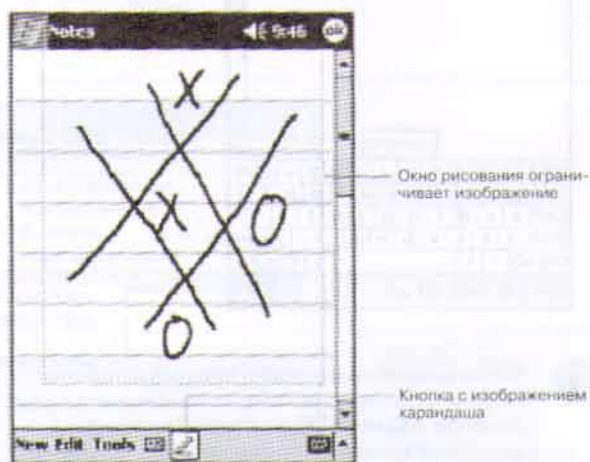 Notes 9:46 ok
X
X O
O
Окно рисования ограни-
чивает изображение
Кнопка с изображением
карандаша
New Edit Tools